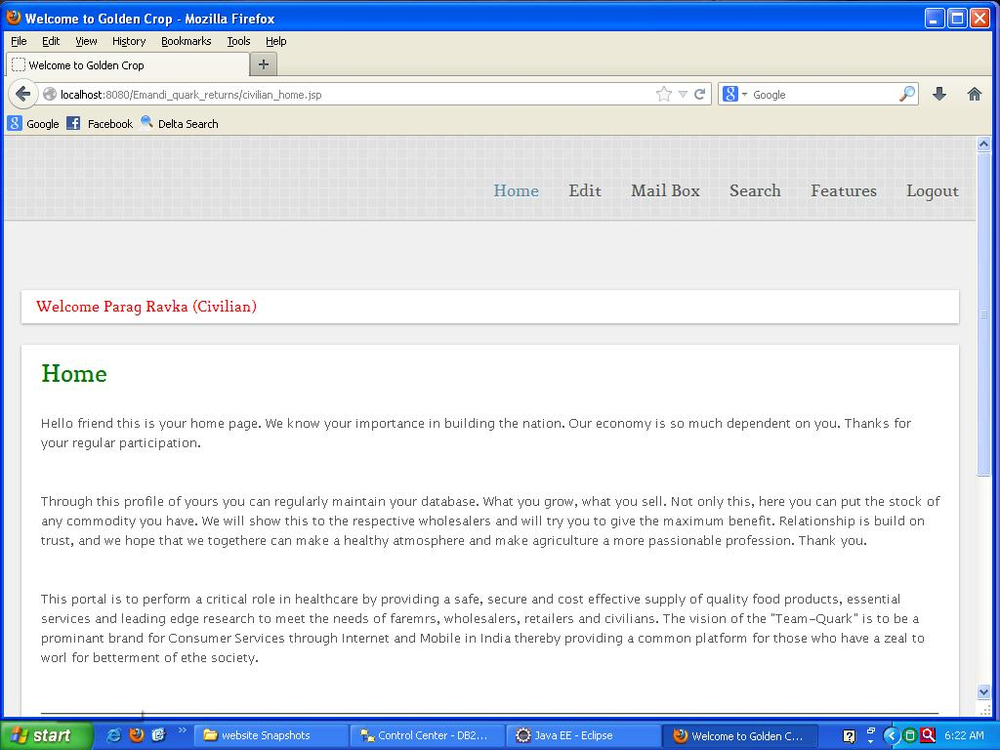 Welcome to Golden Crop - Mozilla Firefox
File Edit View History Bookmarks Tools Help
Welcome to Golden Crop
localhost:8080/Emandi_quark_returns/civilian_home.jsp
Google
Google Facebook Delta Search
Home Edit Mail Box Search Features Logout
Welcome Parag Ravka (Civilian)
Home
Hello friend this is your home page. We know your importance in building the nation. Our economy is so much dependent on you. Thanks for
your regular participation.
Through this profile of yours you can regularly maintain your database. What you grow, what you sell. Not only this, here you can put the stock of
any commodity you have. We will show this to the respective wholesalers and will try you to give the maximum benefit. Relationship is build on
trust, and we hope that we togethere can make a healthy atmosphere and make agriculture a more passionable profession. Thank you.
This portal is to perform a critical role in healthcare by providing a safe, secure and cost effective supply of quality food products, essential
services and leading edge research to meet the needs of faremrs, wholesalers, retailers and civilians. The vision of the "Team-Quark" is to be a
prominant brand for Consumer Services through Internet and Mobile in India thereby providing a common platform for those who have a zeal to
worl for betterment of ethe society.
start website Snapshots Control Center - DB2... Java EE - Eclipse Welcome to Golden C... 6:22 AM